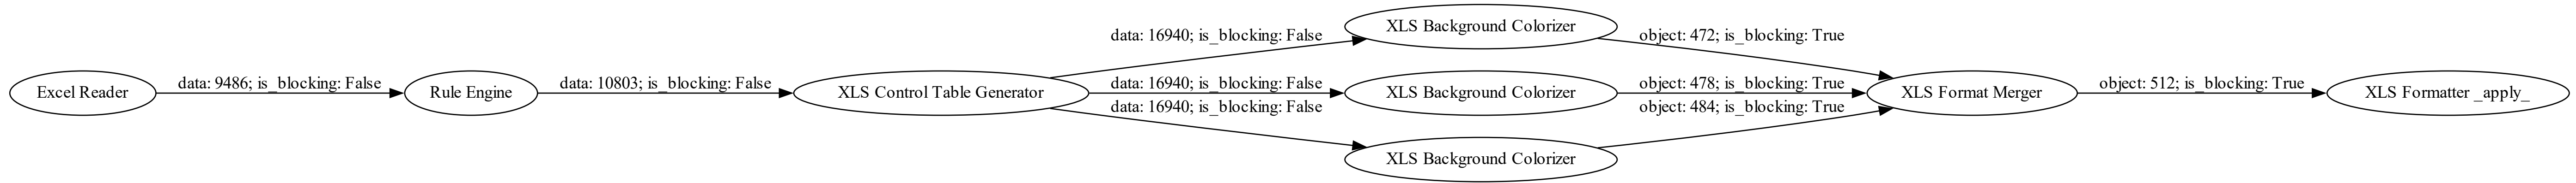 Excel Reader
data: 9486; is_blocking: False
Rule Engine
data: 10803; is_blocking: False
XLS Control Table Generator
data: 16940; is_blocking: False
XLS Background Colorizer
object: 472; is_blocking: True
data: 16940; is_blocking: False
XLS Background Colorizer
object: 478; is_blocking: True
data: 16940; is_blocking: False
XLS Background Colorizer
object: 484; is_blocking: True
XLS Format Merger
object: 512; is_blocking: True
XLS Formatter _apply_